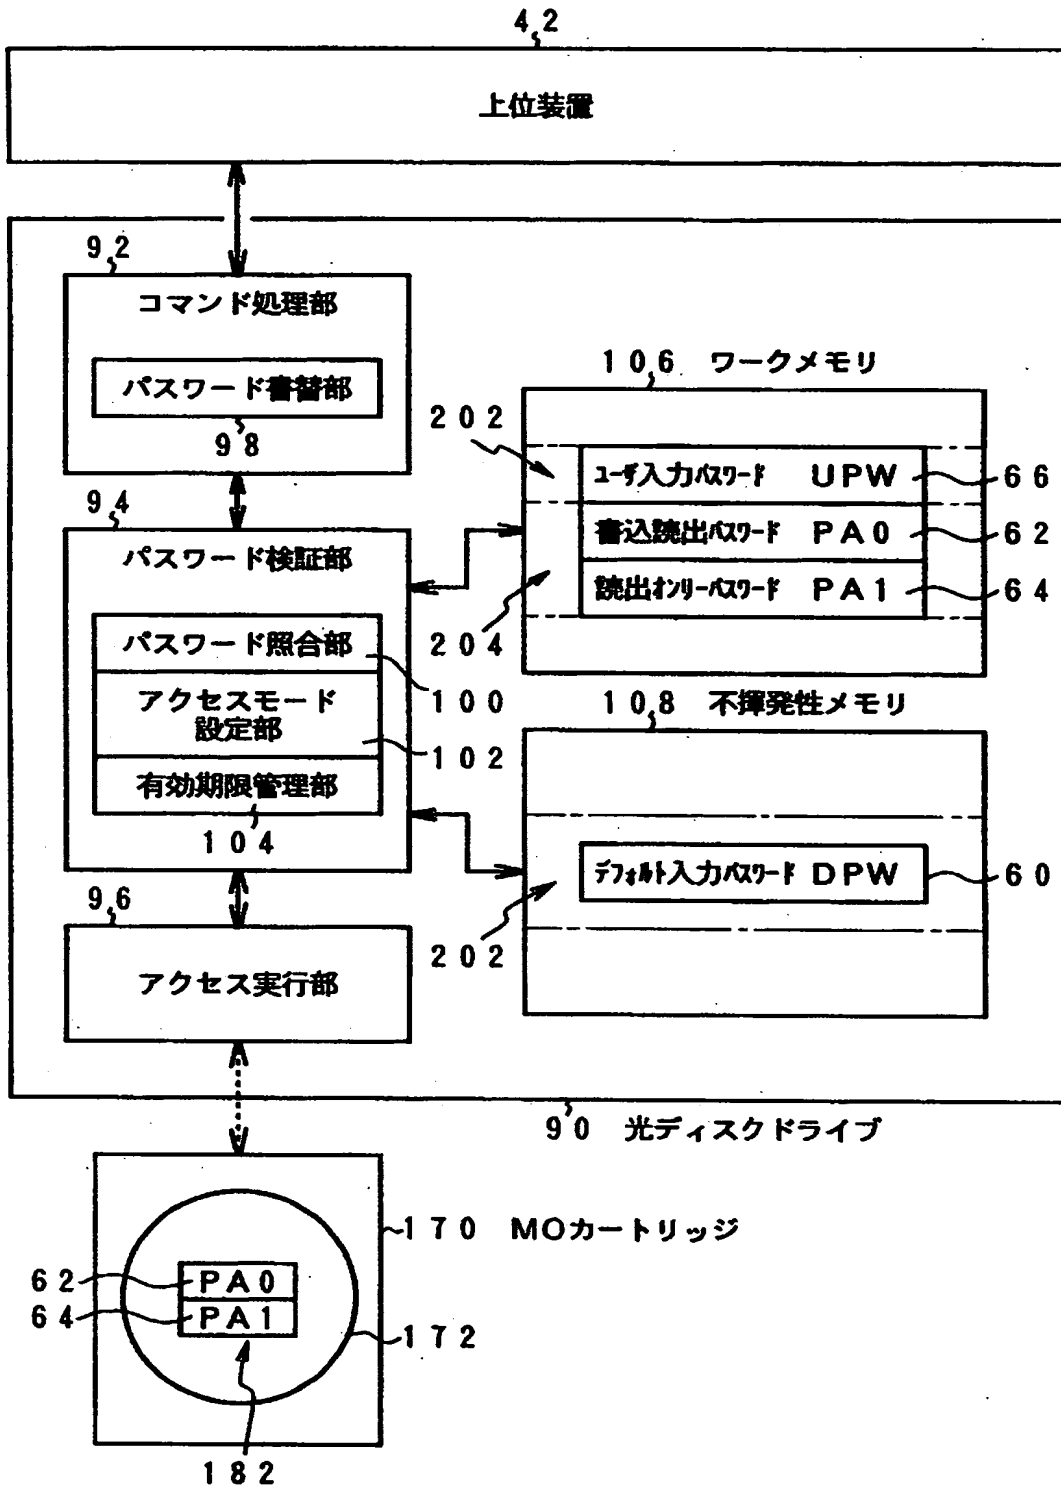 42
上位装置
92
コマンド処理部
パスワード書替部
98
94
パスワード検証部
パスワード照合部
100
アクセスモード
設定部
102
有効期限管理部
104
96
アクセス実行部
106 ワークメモリ
202
ユーザ入力パスワード UPW 66
書込読出パスワード PA0 62
読出オンリーパスワード PA1 64
204
108 不揮発性メモリ
デフォルト入力パスワード DPW 60
202
90 光ディスクドライブ
170 MOカートリッジ
62 PA0
64 PA1
172
182